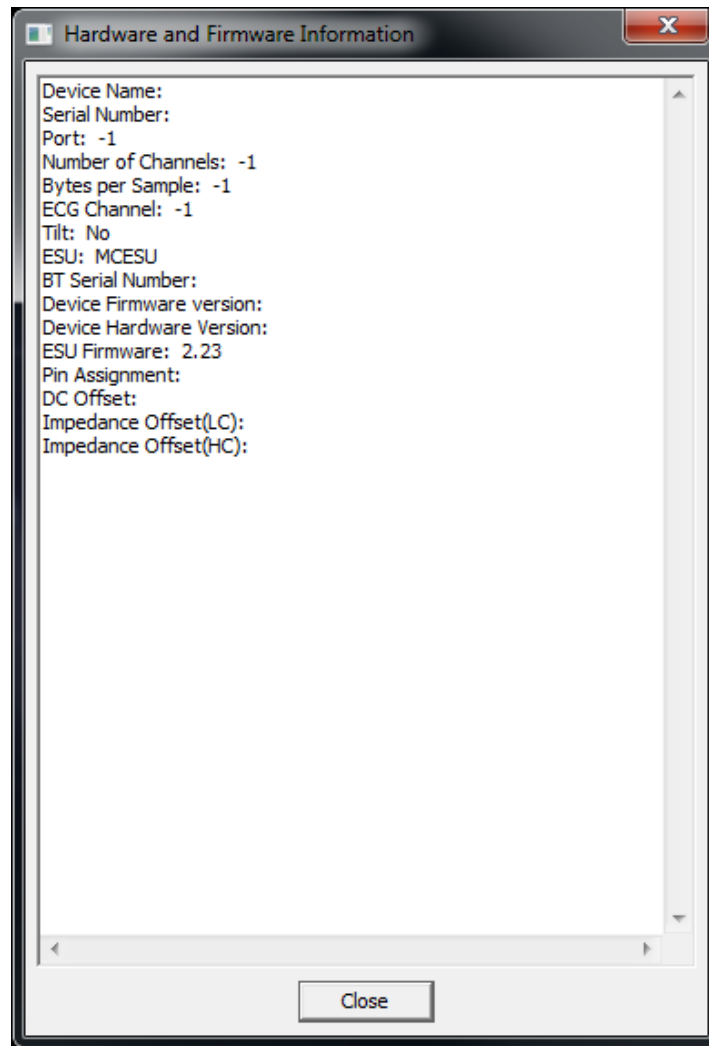 Hardware and Firmware Information
Device Name:
Serial Number:
Port:  -1
Number of Channels:  -1
Bytes per Sample:  -1
ECG Channel:  -1
Tilt:  No
ESU:  MCESU
BT Serial Number:
Device Firmware version:
Device Hardware Version:
ESU Firmware:  2.23
Pin Assignment:
DC Offset:
Impedance Offset(LC):
Impedance Offset(HC):
Close